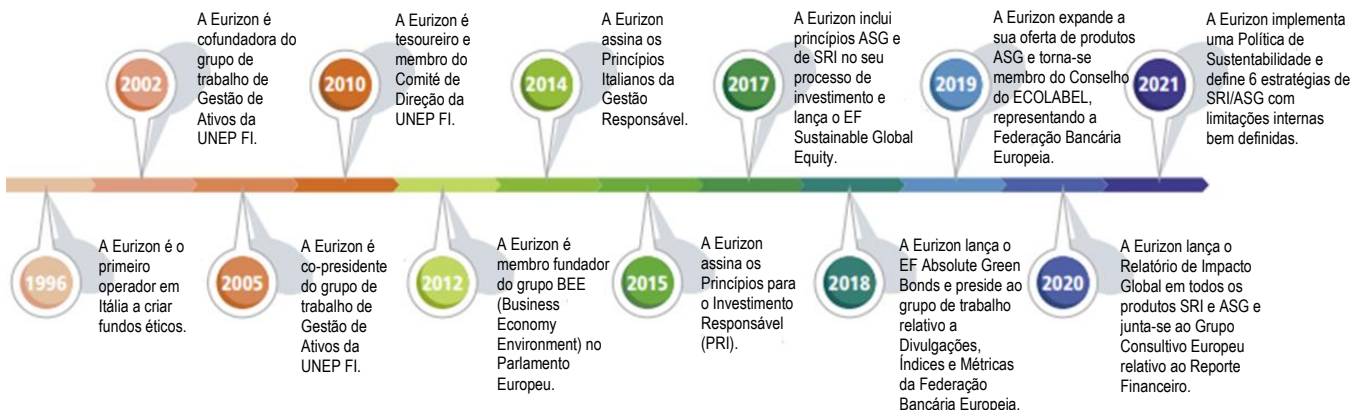 A Eurizon é
cofundadora do
grupo de
trabalho de
Gestão de
Ativos da
UNEP FI.
2002
A Eurizon é
tesoureiro e
membro do
Comité de
Direção da
UNEP FI.
2010
A Eurizon
assina os
Princípios
Italianos da
Gestão
Responsável.
2014
A Eurizon inclui
princípios ASG e
de SRI no seu
processo de
investimento e
lança o EF
Sustainable Global
Equity.
2017
A Eurizon expande a
sua oferta de produtos
ASG e torna-se
membro do Conselho
do ECOLABEL,
representando a
Federação Bancária
Europeia.
2019
A Eurizon implementa
uma Política de
Sustentabilidade e
define 6 estratégias de
SRI/ASG com
limitações internas
bem definidas.
2021
1996
A Eurizon é o
primeiro
operador em
Itália a criar
fundos éticos.
2005
A Eurizon é
co-presidente
do grupo de
trabalho de
Gestão de
Ativos da
UNEP FI.
2012
A Eurizon é
membro fundador
do grupo BEE
(Business
Economy
Environment) no
Parlamento
Europeu.
2015
A Eurizon
assina os
Princípios para
o Investimento
Responsável
(PRI).
2018
A Eurizon lança o
EF Absolute Green
Bonds e preside ao
grupo de trabalho
relativo a
Divulgações,
Índices e Métricas
da Federação
Bancária Europeia.
2020
A Eurizon lança o
Relatório de Impacto
Global em todos os
produtos SRI e ASG e
junta-se ao Grupo
Consultivo Europeu
relativo ao Reporte
Financeiro.